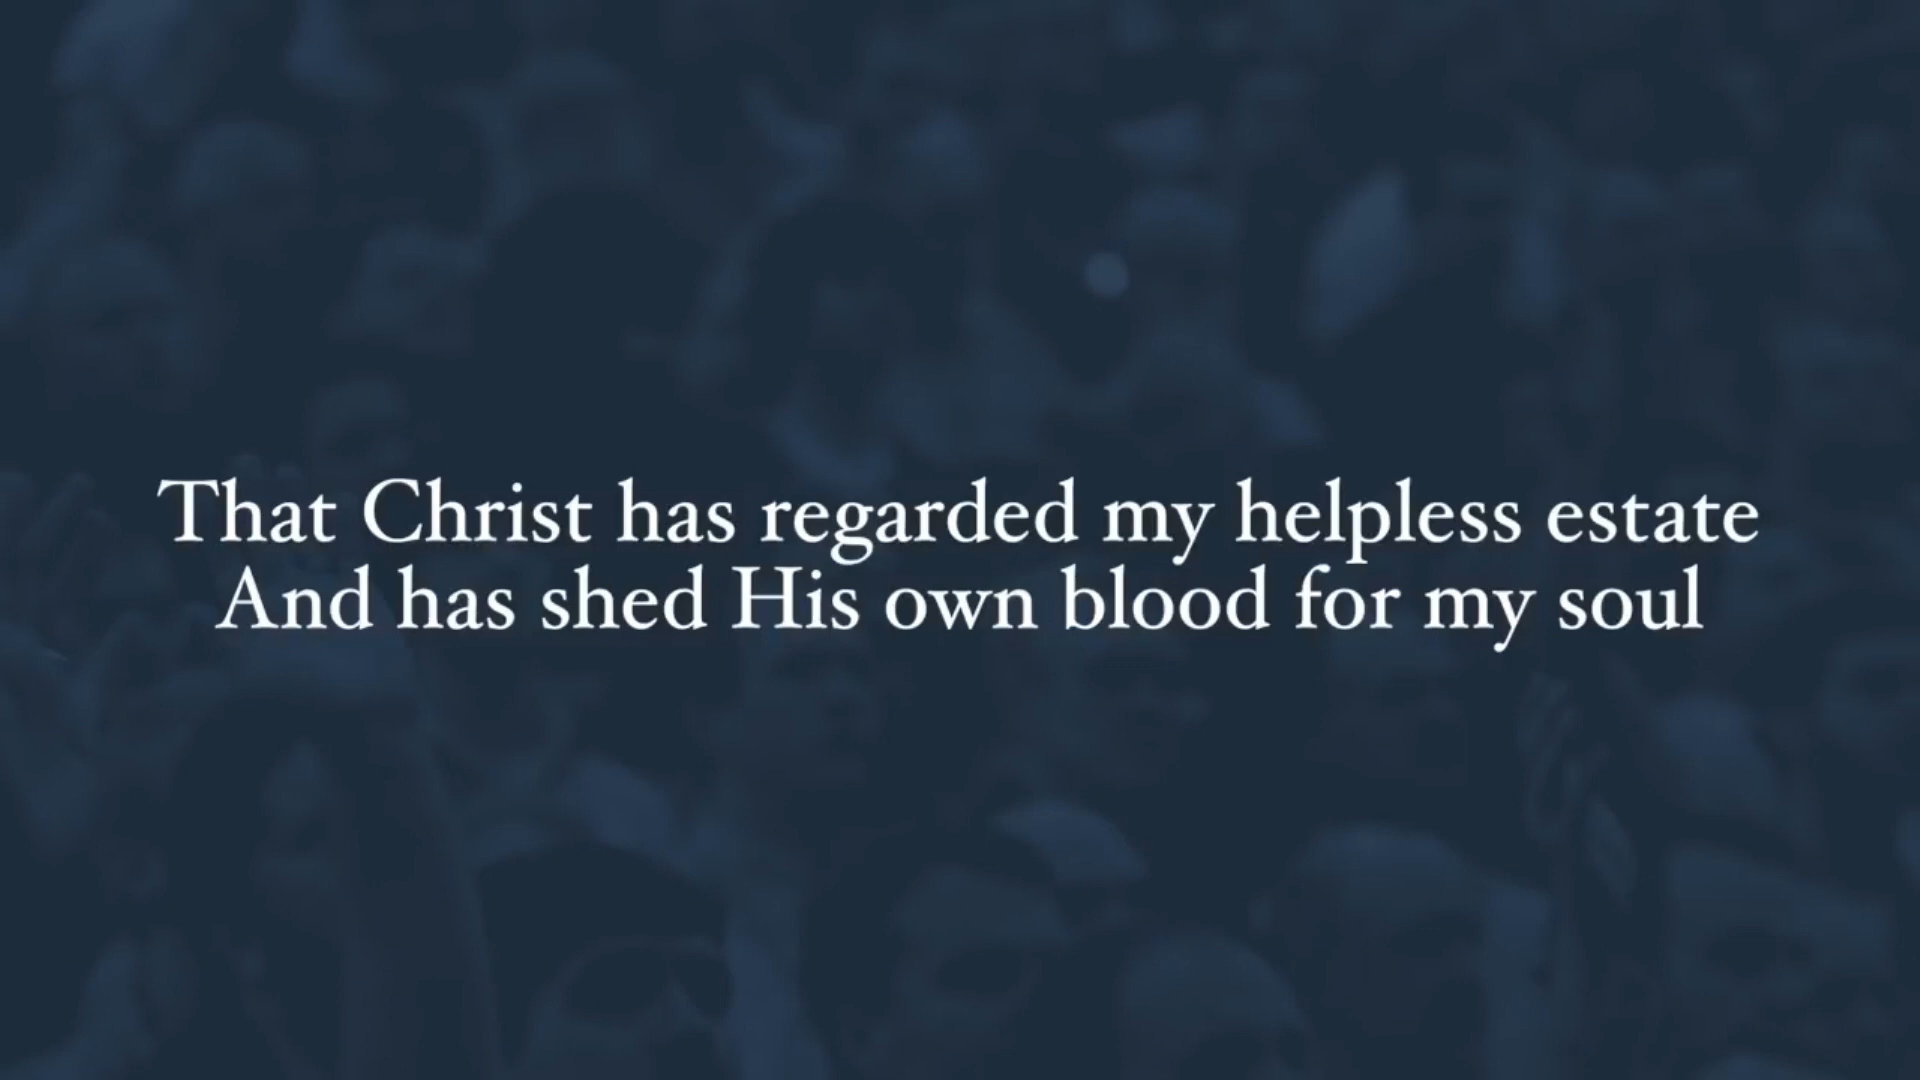 That Christ has regarded my helpless estate
And has shed His own blood for my soul